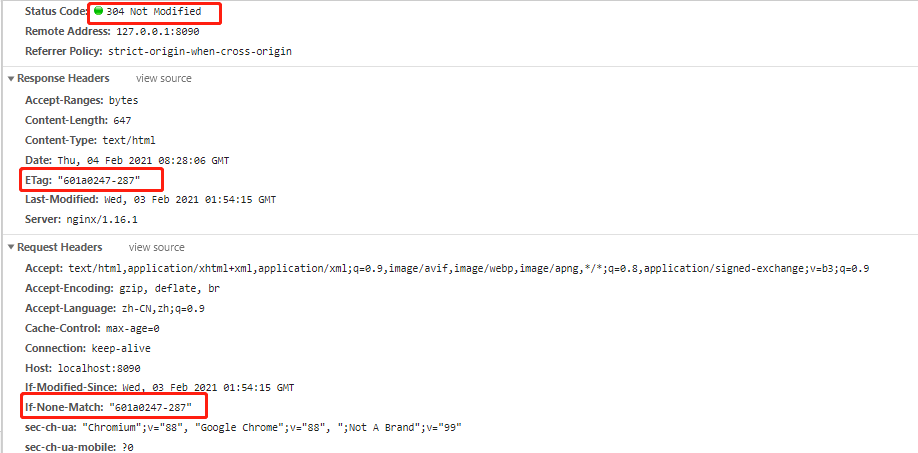 Status Code: 304 Not Modified
Remote Address: 127.0.0.1:8090
Referrer Policy: strict-origin-when-cross-origin
Response Headers view source
Accept-Ranges: bytes
Content-Length: 647
Content-Type: text/html
Date: Thu, 04 Feb 2021 08:28:06 GMT
ETag: "601a0247-287"
Last-Modified: Wed, 03 Feb 2021 01:54:15 GMT
Server: nginx/1.16.1
Request Headers view source
Accept: text/html,application/xhtml+xml,application/xml;q=0.9,image/avif,image/webp,image/apng,*/*;q=0.8,application/signed-exchange;v=b3;q=0.9
Accept-Encoding: gzip, deflate, br
Accept-Language: zh-CN,zh;q=0.9
Cache-Control: max-age=0
Connection: keep-alive
Host: localhost:8090
If-Modified-Since: Wed, 03 Feb 2021 01:54:15 GMT
If-None-Match: "601a0247-287"
sec-ch-ua: "Chromium";v="88", "Google Chrome";v="88", ";Not A Brand";v="99"
sec-ch-ua-mobile: ?0